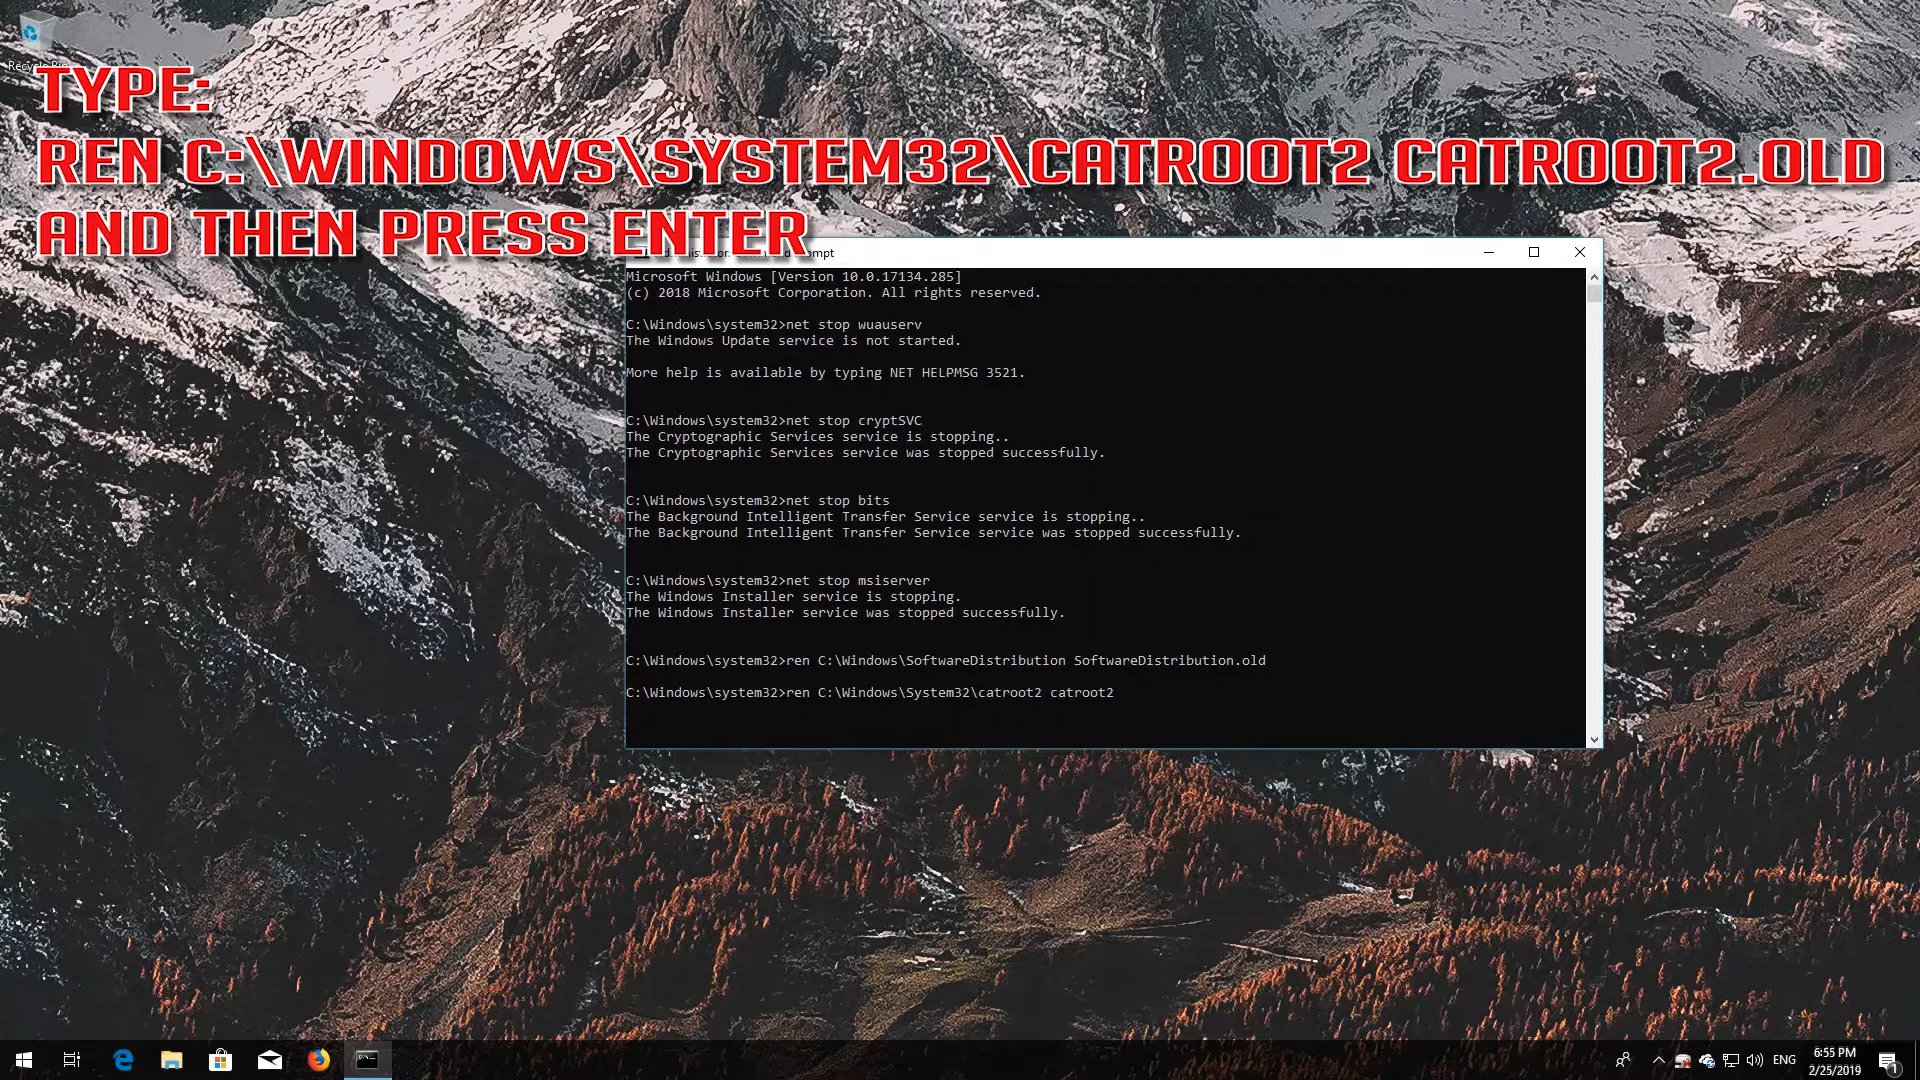 Recycle Bin
TYPE:
REN C:\WINDOWS\SYSTEM32\CATROOT2 CATROOT2.OLD
AND THEN PRESS ENTER
Microsoft Windows [Version 10.0.17134.285]
(c) 2018 Microsoft Corporation. All rights reserved.
C:\Windows\system32>net stop wuauserv
The Windows Update service is not started.
More help is available by typing NET HELPMSG 3521.
C:\Windows\system32>net stop cryptSVC
The Cryptographic Services service is stopping..
The Cryptographic Services service was stopped successfully.
C:\Windows\system32>net stop bits
The Background Intelligent Transfer Service service is stopping..
The Background Intelligent Transfer Service service was stopped successfully.
C:\Windows\system32>net stop msiserver
The Windows Installer service is stopping.
The Windows Installer service was stopped successfully.
C:\Windows\system32>ren C:\Windows\SoftwareDistribution SoftwareDistribution.old
C:\Windows\system32>ren C:\Windows\System32\catroot2 catroot2
ENG
6:55 PM
2/25/2019
1